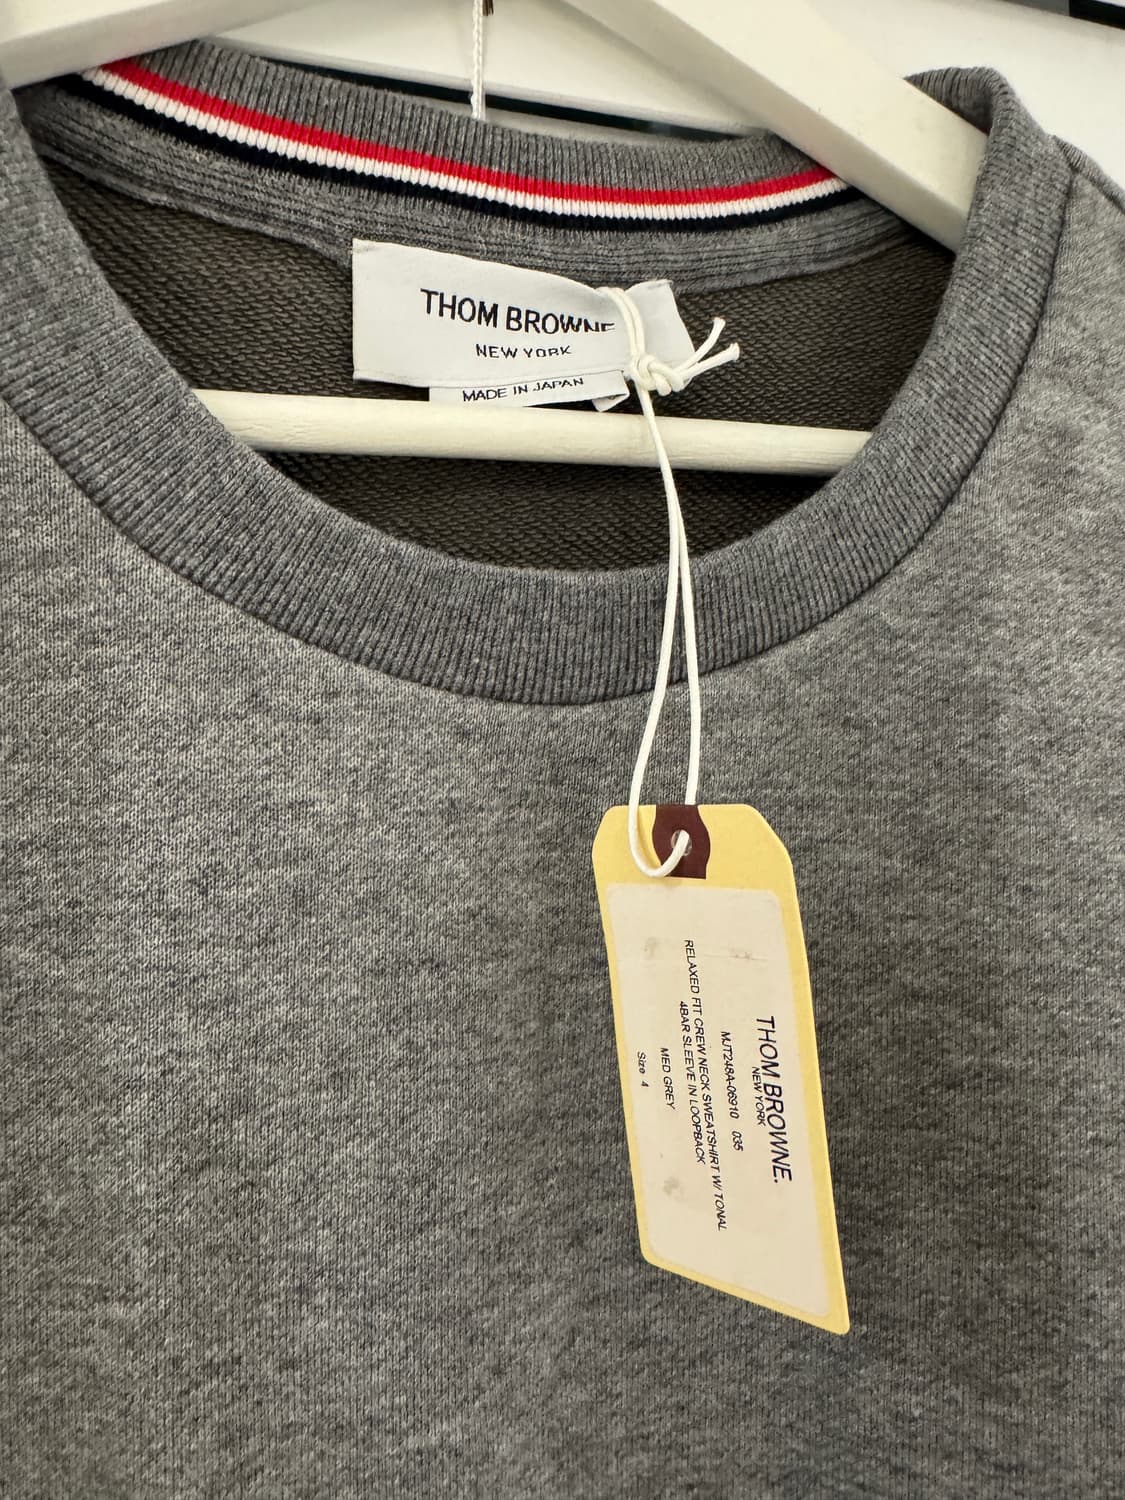 THOM BROWNE
NEW YORK
MADE IN JAPAN
THOM BROWNE.
NEW YORK
MJT248A-06910 035
RELAXED FIT CREW NECK SWEATSHIRT W/ TONAL
4BAR SLEEVE IN LOOPBACK
MED GREY
Size 4